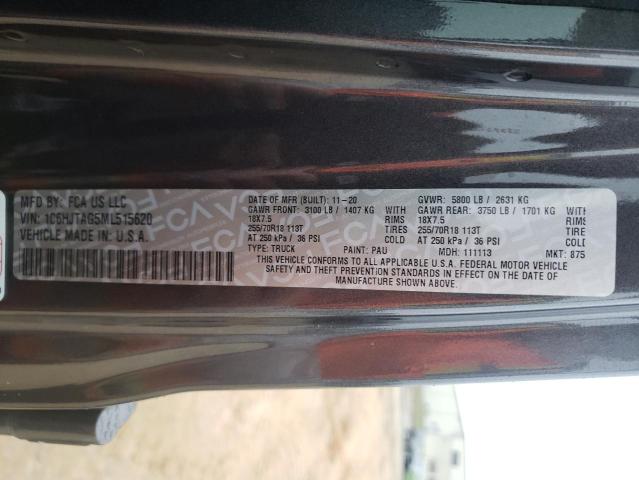 MFD BY: FCA US LLC
VIN: 1C6HJTAG5ML515620
VEHICLE MADE IN: U.S.A.
DATE OF MFR (BUILT): 11-20 GVWR: 5800 LB / 2631 KG
GAWR FRONT: 3100 LB / 1407 KG GAWR REAR: 3750 LB / 1701 KG
18X7.5 RIMS 18X7.5 RIM
255/70R18 113T TIRES 255/70R18 113T TIRE
AT 250 kPa / 36 PSI COLD AT 250 kPa / 36 PSI COLD
TYPE: TRUCK PAINT: PAU MDH: 111113 MKT: 875
THIS VEHICLE CONFORMS TO ALL APPLICABLE U.S.A. FEDERAL MOTOR VEHICLE
SAFETY AND THEFT PREVENTION STANDARDS IN EFFECT ON THE DATE OF
MANUFACTURE SHOWN ABOVE.